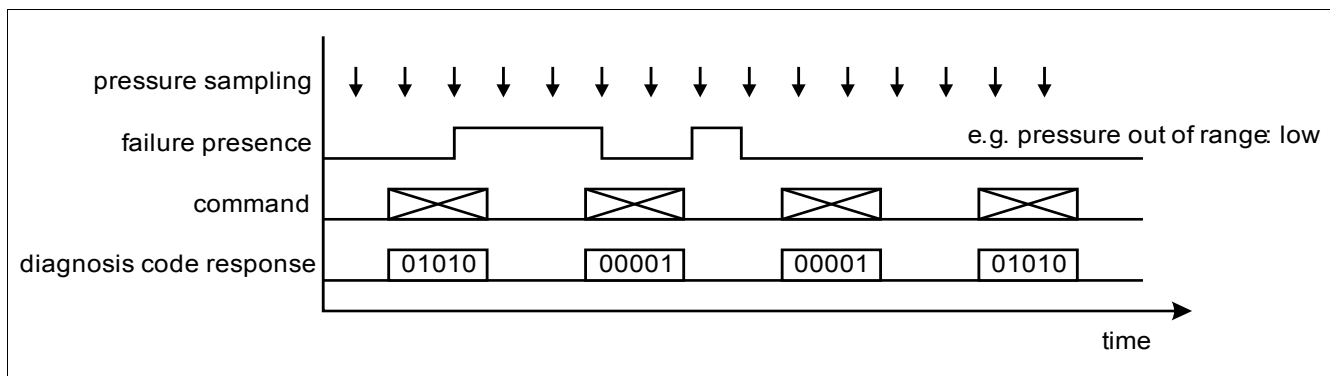 pressure sampling
failure presence
e.g. pressure out of range: low
command
diagnosis code response
01010
00001
00001
01010
time